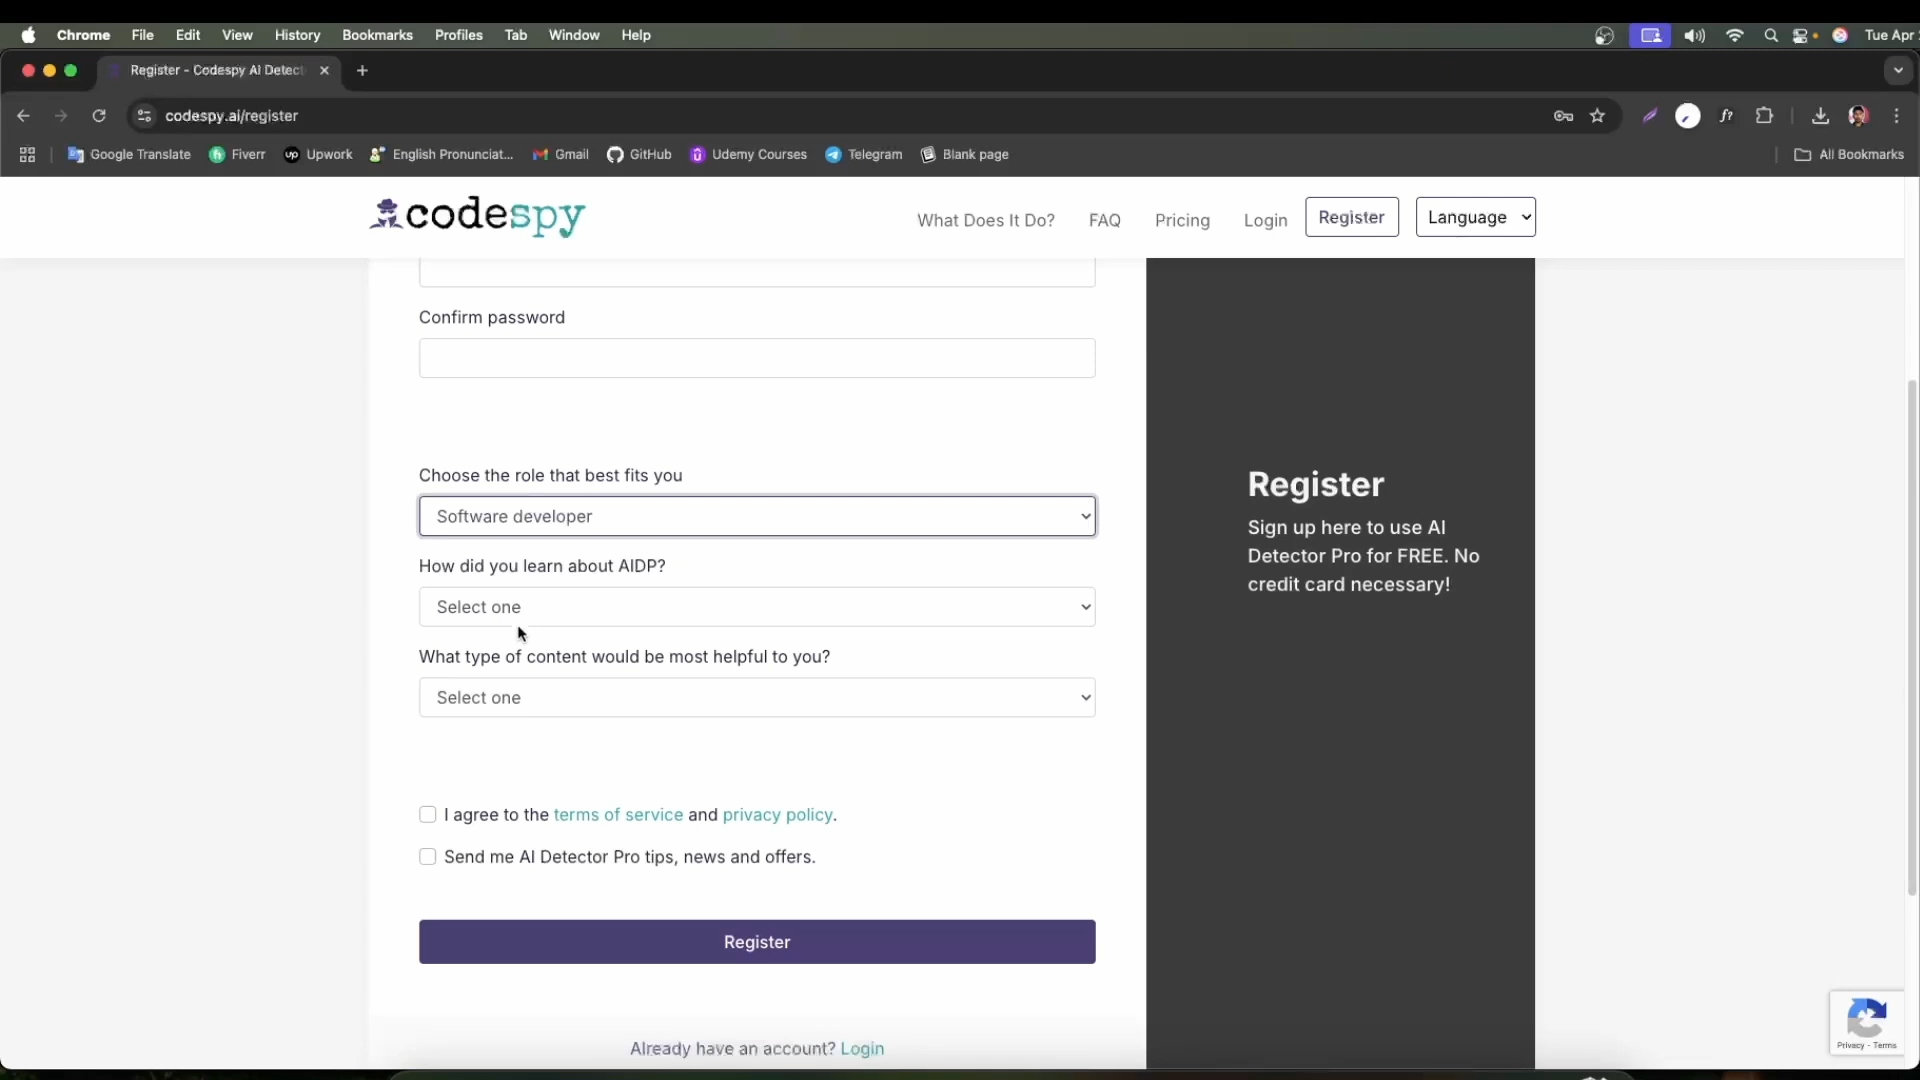 Chrome File Edit View History Bookmarks Profiles Tab Window Help Tue Apr
Register - Codespy AI Detect
codespy.ai/register
Google Translate Fiverr Upwork English Pronunciat... Gmail GitHub Udemy Courses Telegram Blank page All Bookmarks
codespy What Does It Do? FAQ Pricing Login Register Language
Confirm password
Choose the role that best fits you
Software developer
How did you learn about AIDP?
Select one
What type of content would be most helpful to you?
Select one
I agree to the terms of service and privacy policy.
Send me AI Detector Pro tips, news and offers.
Register
Already have an account? Login
Register
Sign up here to use AI
Detector Pro for FREE. No
credit card necessary!
Privacy - Terms